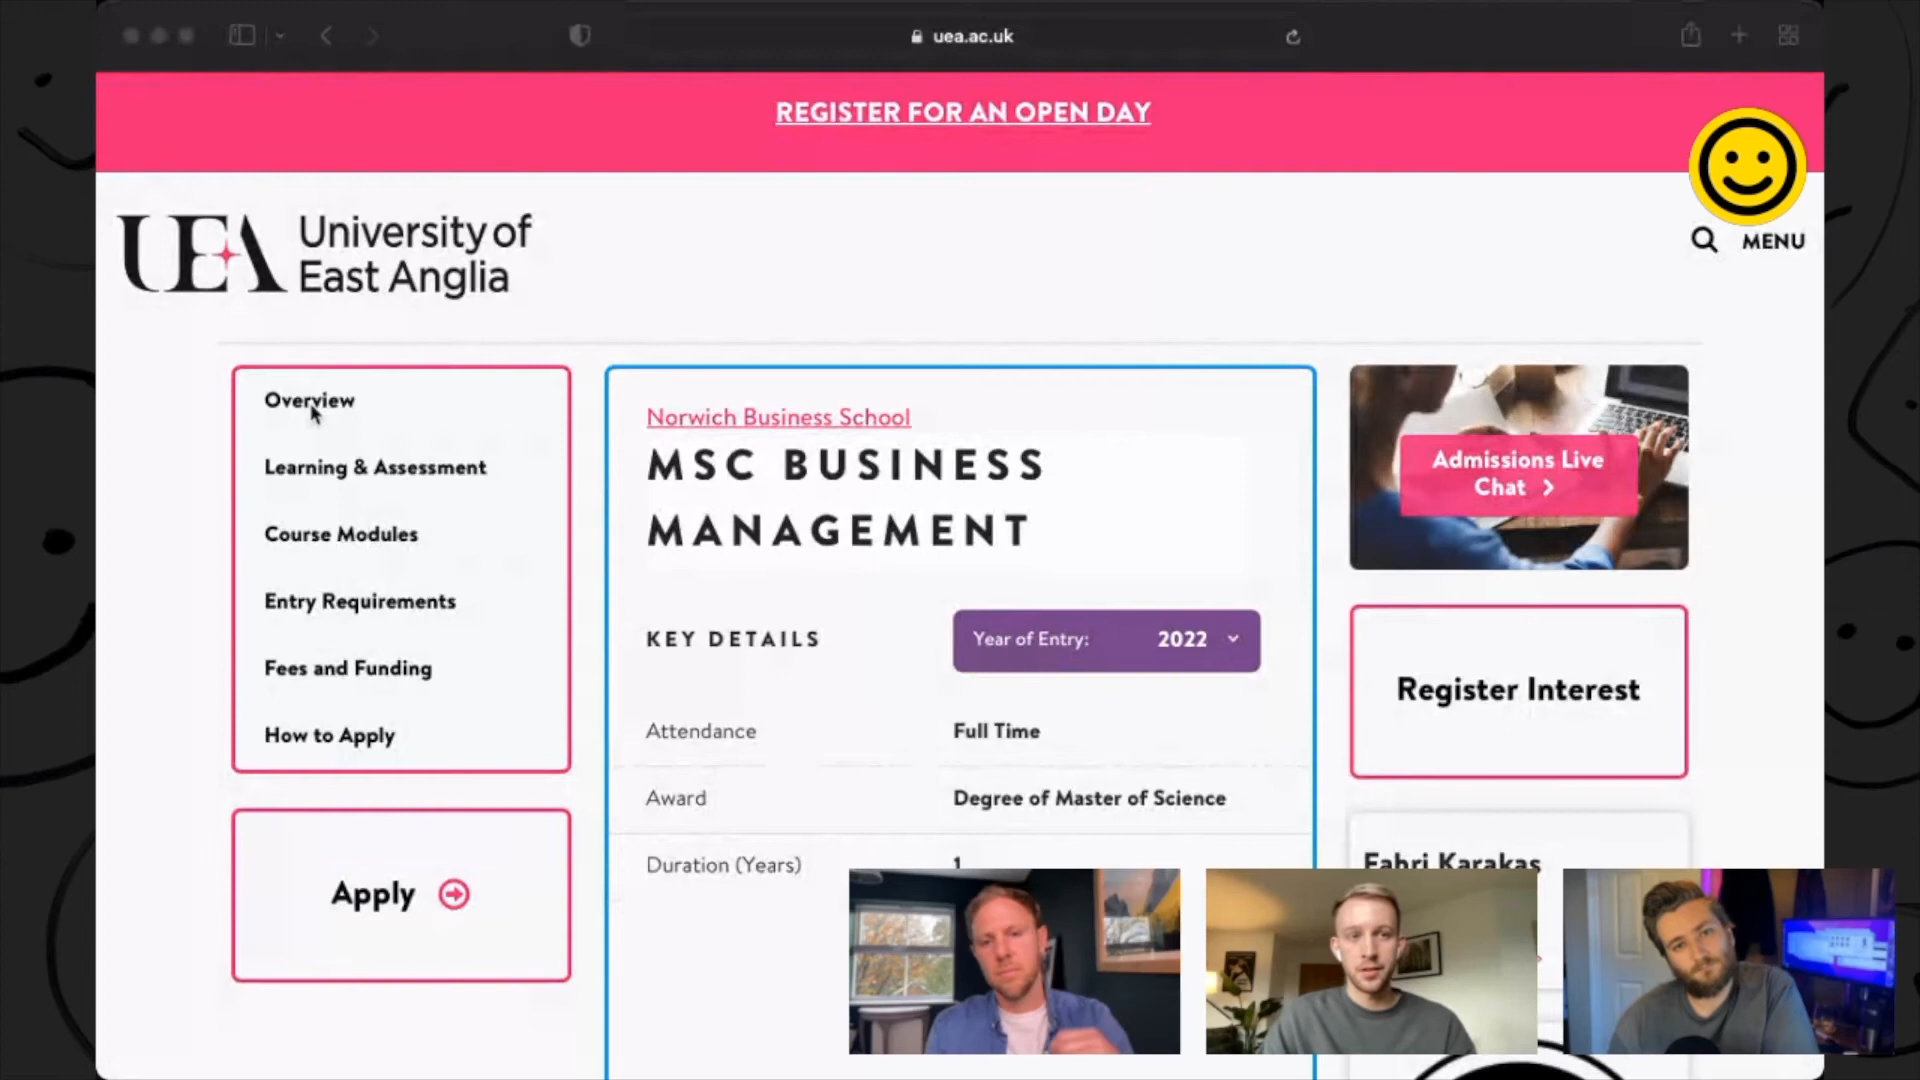 uea.ac.uk
REGISTER FOR AN OPEN DAY
UEA University of
East Anglia
MENU
Overview
Learning & Assessment
Course Modules
Entry Requirements
Fees and Funding
How to Apply
Apply
Norwich Business School
MSC BUSINESS
MANAGEMENT
KEY DETAILS
Year of Entry: 2022
Attendance Full Time
Award Degree of Master of Science
Duration (Years) 1
Admissions Live
Chat
Register Interest
Fahri Karakas